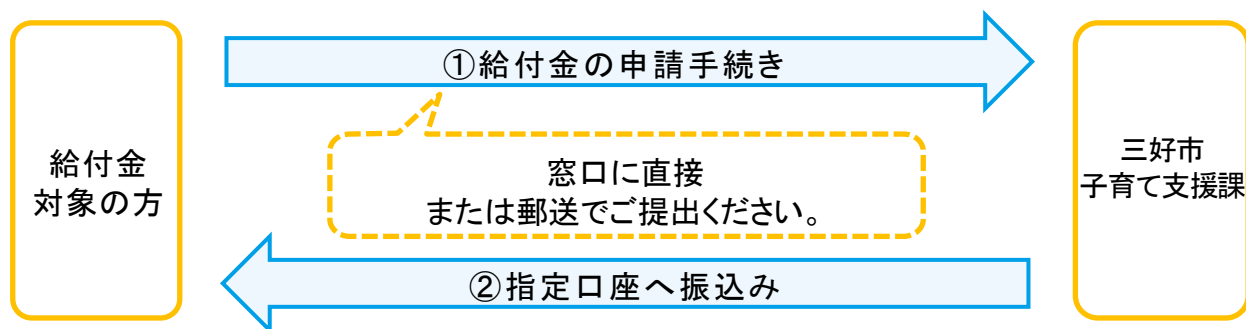 給付金
対象の方
①給付金の申請手続き
窓口に直接
または郵送でご提出ください。
②指定口座へ振込み
三好市
子育て支援課